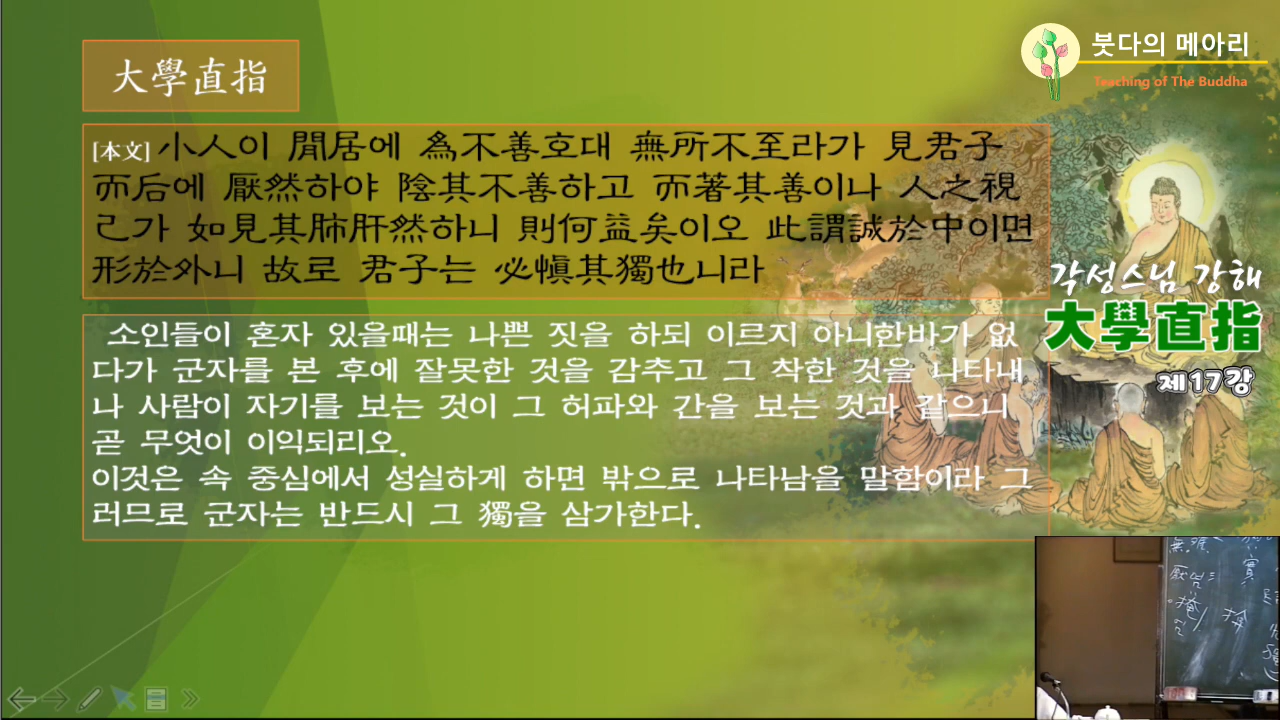 大學直指
붓다의 메아리
Teaching of The Buddha
[本文] 小人이 閒居에 為不善호대 無所不至라가 見君子
而后에 厭然하야 陰其不善하고 而著其善이나 人之視
己가 如見其肺肝然하니 則何益矣이오 此謂誠於中이면
形於外니 故로 君子는 必愼其獨也니라
소인들이 혼자 있을때는 나쁜 짓을 하되 이르지 아니한바가 없
다가 군자를 본 후에 잘못한 것을 감추고 그 착한 것을 나타내
나 사람이 자기를 보는 것이 그 허파와 간을 보는 것과 같으니
곧 무엇이 이익되리오.
이것은 속 중심에서 성실하게 하면 밖으로 나타남을 말함이라 그
러므로 군자는 반드시 그 獨을 삼가한다.
각성스님 강해
大學直指
제17강
實
厭
掩